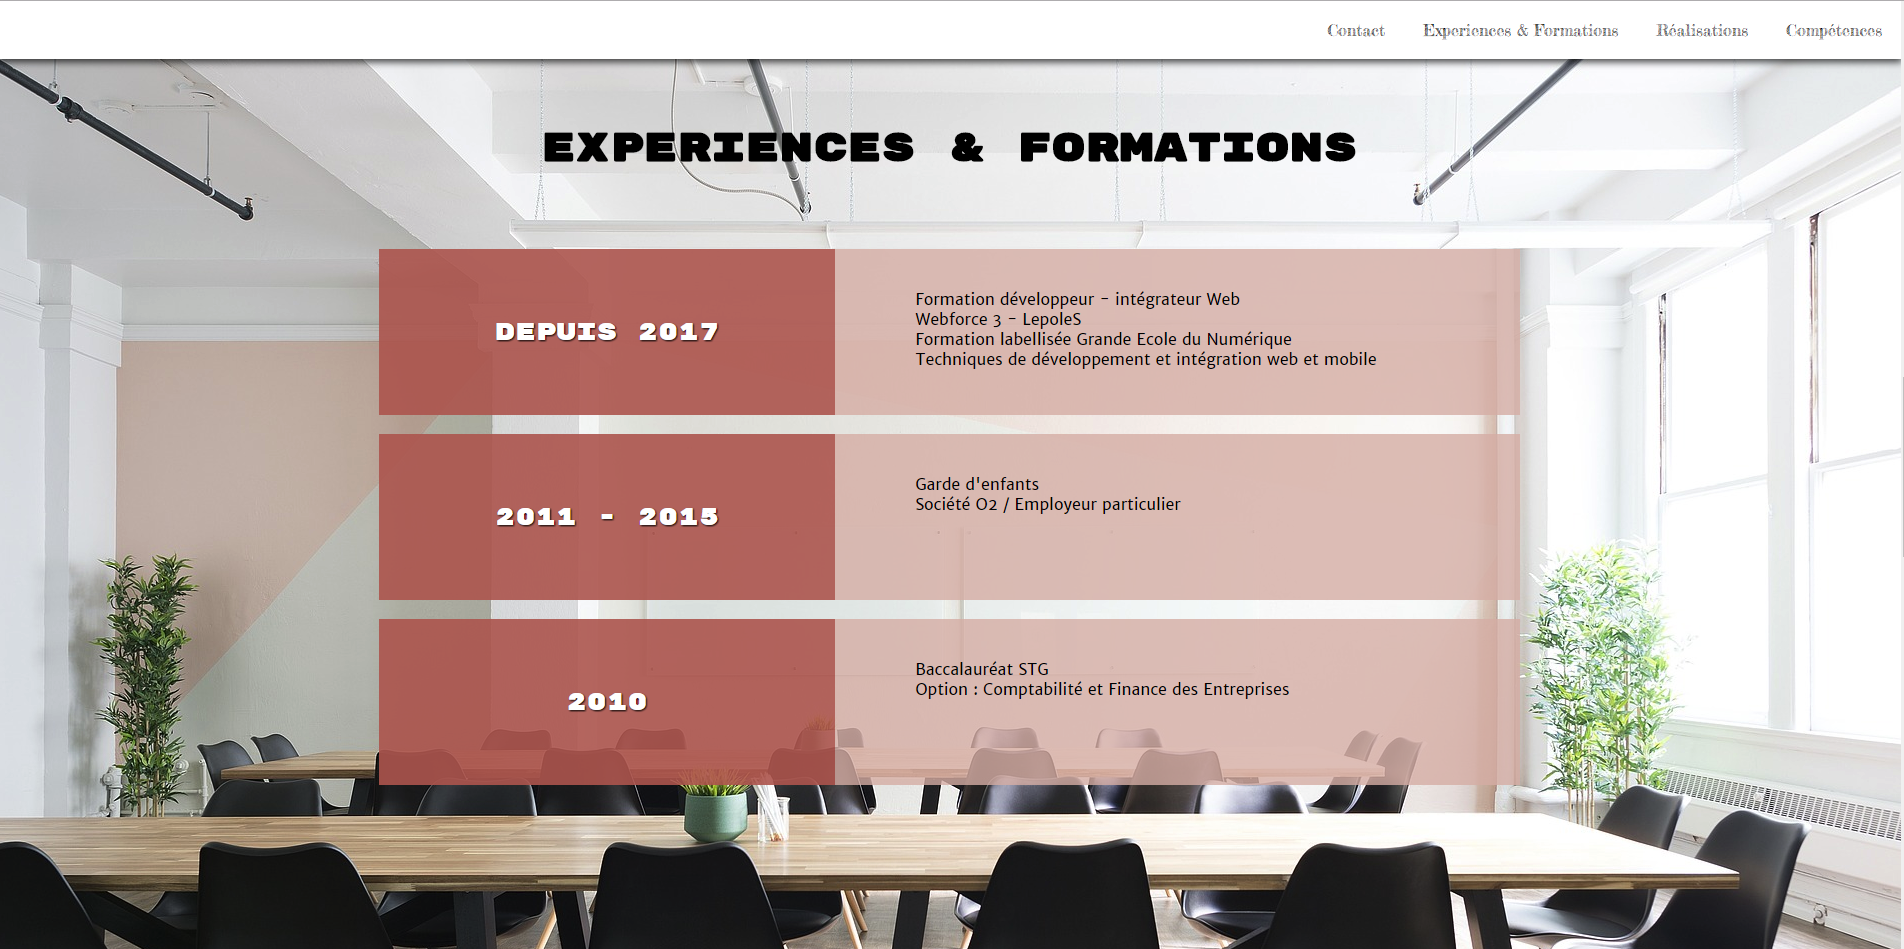 Contact Experiences & Formations Réalisations Compétences
EXPERIENCES & FORMATIONS
DEPUIS 2017
Formation développeur - intégrateur Web
Webforce 3 - LepoleS
Formation labellisée Grande Ecole du Numérique
Techniques de développement et intégration web et mobile
2011 - 2015
Garde d'enfants
Société O2 / Employeur particulier
2010
Baccalauréat STG
Option : Comptabilité et Finance des Entreprises